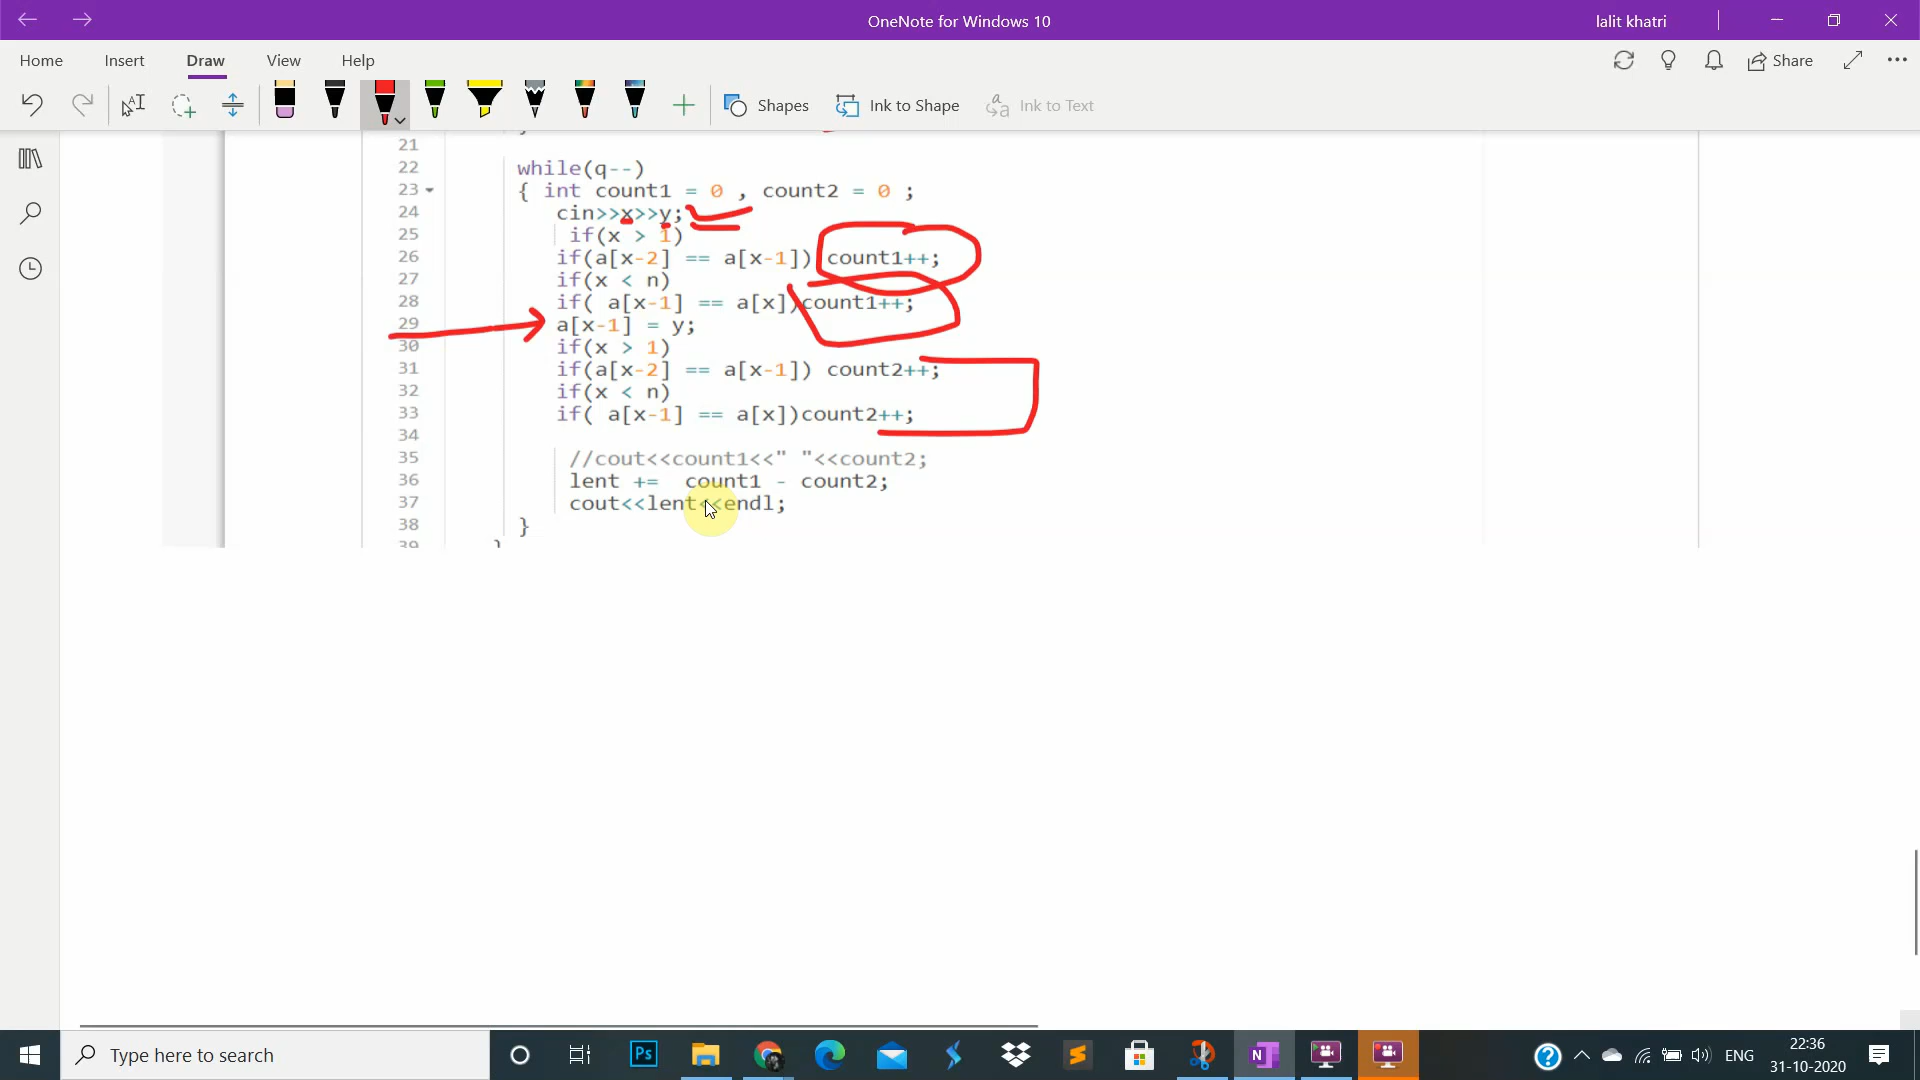 OneNote for Windows 10
lalit khatri
Home Insert Draw View Help
Share
Shapes Ink to Shape Ink to Text
21
22 while(q--)
23 { int count1 = 0 , count2 = 0 ;
24 cin>>x>>y;
25 if(x > 1)
26 if(a[x-2] == a[x-1]) count1++;
27 if(x < n)
28 if( a[x-1] == a[x])count1++;
29 a[x-1] = y;
30 if(x > 1)
31 if(a[x-2] == a[x-1]) count2++;
32 if(x < n)
33 if( a[x-1] == a[x])count2++;
34
35 //cout<<count1<<" "<<count2;
36 lent += count1 - count2;
37 cout<<lent<<endl;
38 }
39 }
Type here to search
Ps
N
ENG
22:36
31-10-2020